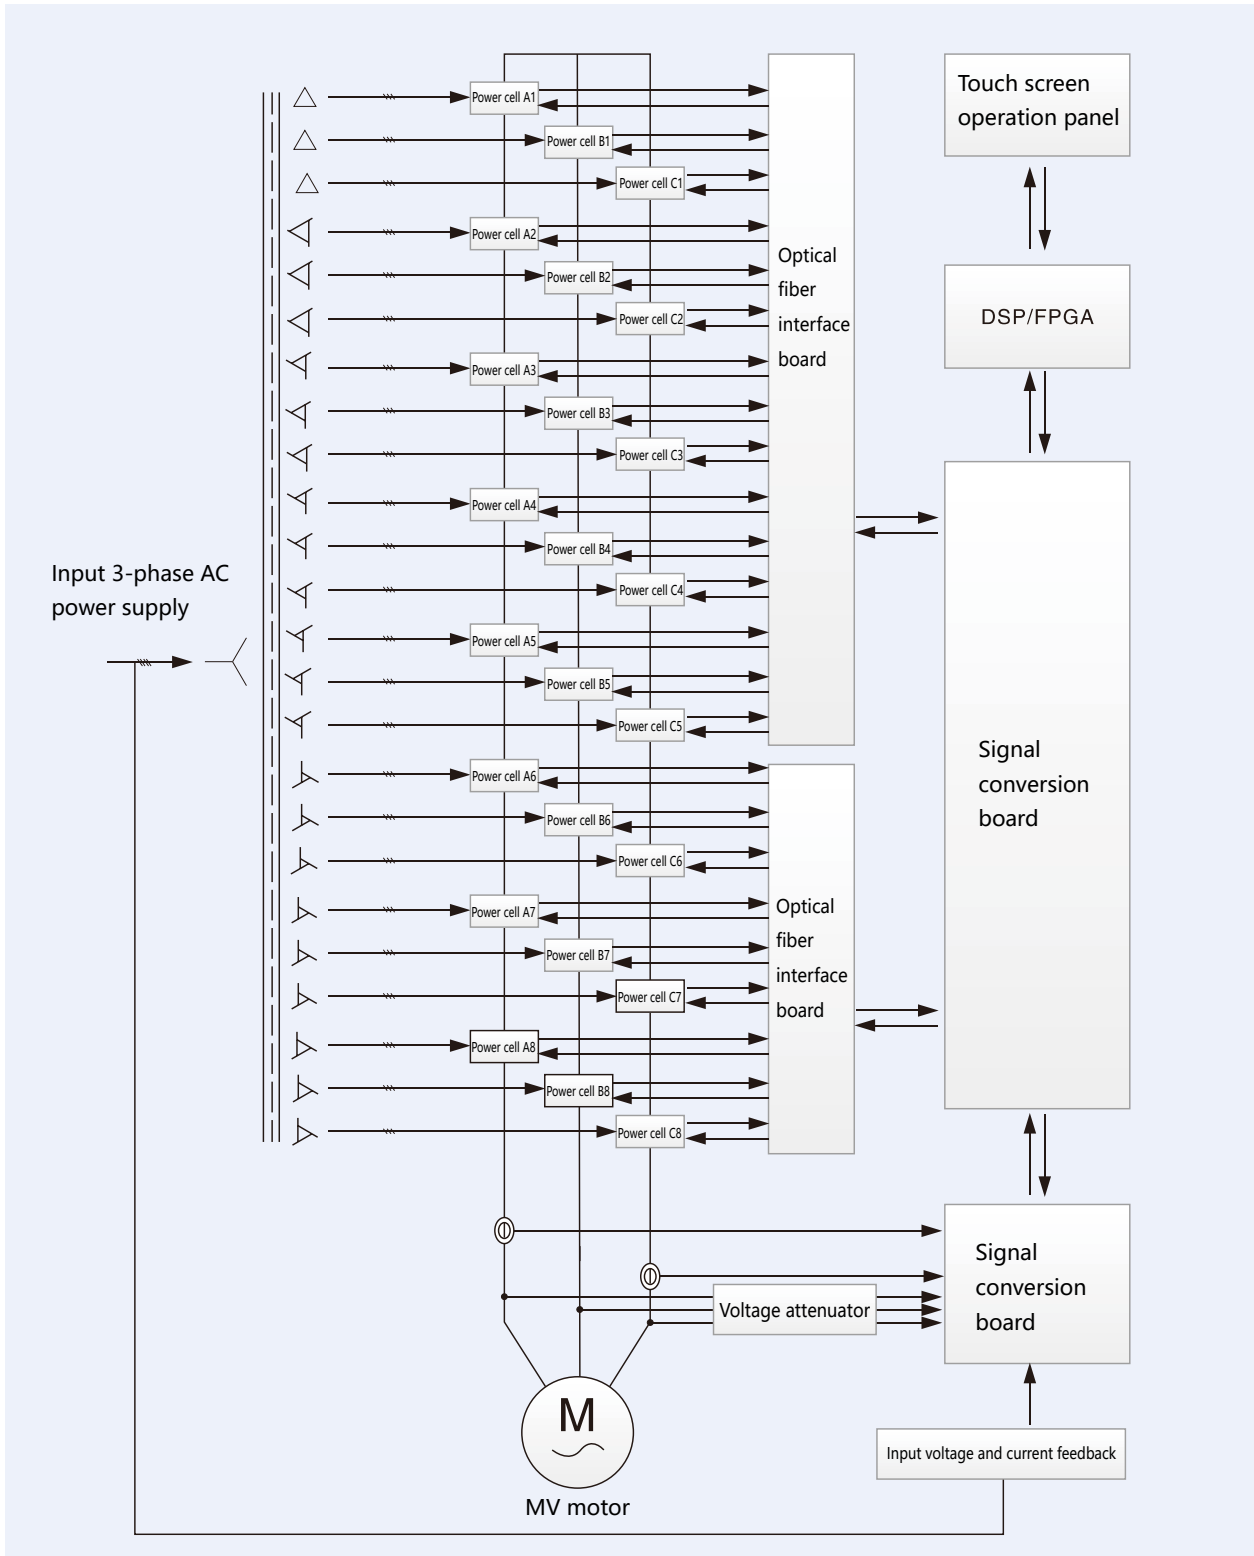 Power cell A1
Power cell B1
Power cell C1
Power cell A2
Power cell B2
Power cell C2
Power cell A3
Power cell B3
Power cell C3
Power cell A4
Power cell B4
Power cell C4
Power cell A5
Power cell B5
Power cell C5
Power cell A6
Power cell B6
Power cell C6
Power cell A7
Power cell B7
Power cell C7
Power cell A8
Power cell B8
Power cell C8
Input 3-phase AC
power supply
Optical
fiber
interface
board
Optical
fiber
interface
board
Touch screen
operation panel
DSP/FPGA
Signal
conversion
board
Signal
conversion
board
Voltage attenuator
Input voltage and current feedback
M
MV motor